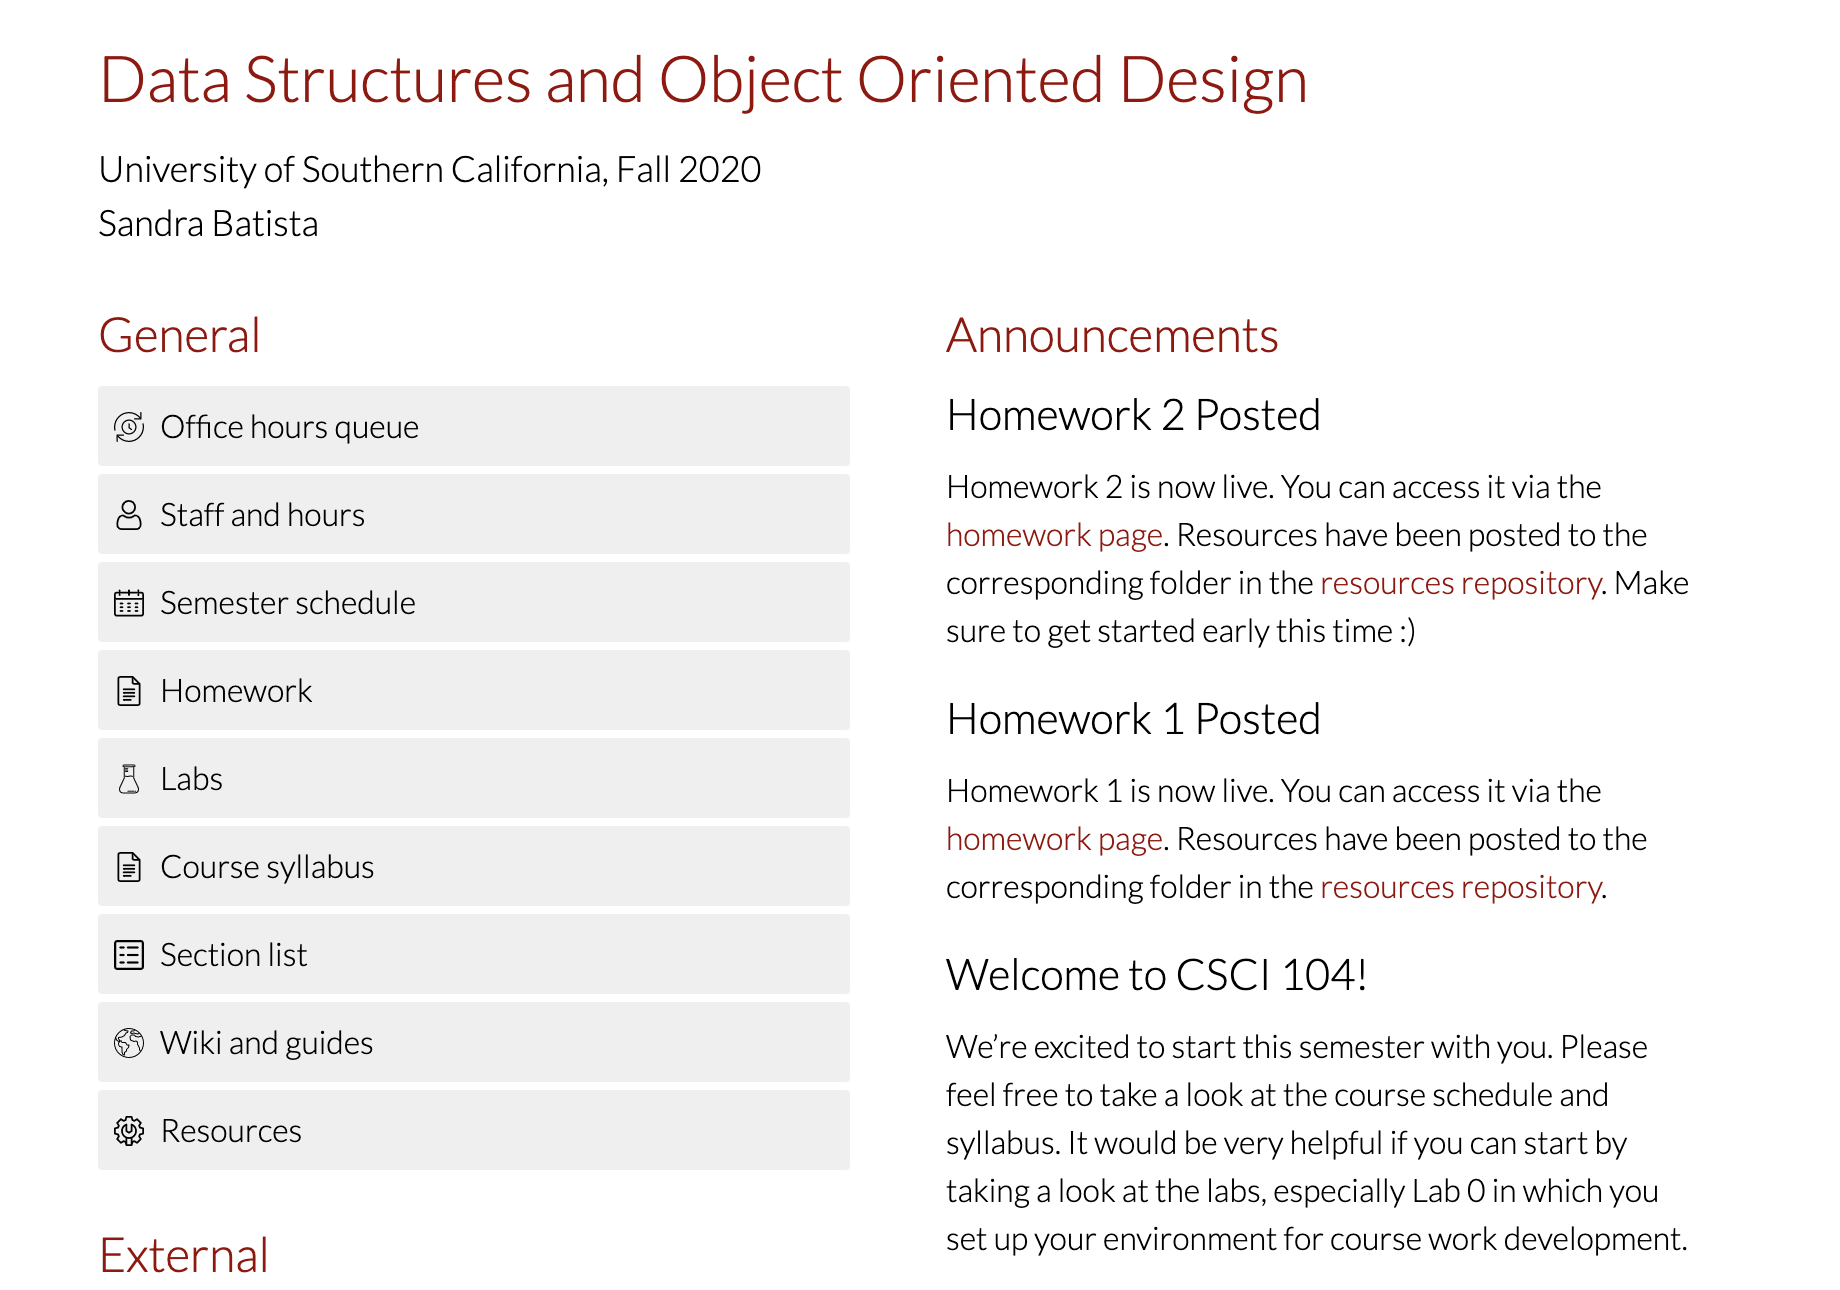 Data Structures and Object Oriented Design
University of Southern California, Fall 2020
Sandra Batista
General
Office hours queue
Staff and hours
Semester schedule
Homework
Labs
Course syllabus
Section list
Wiki and guides
Resources
External
Announcements
Homework 2 Posted
Homework 2 is now live. You can access it via the
homework page. Resources have been posted to the
corresponding folder in the resources repository. Make
sure to get started early this time :)
Homework 1 Posted
Homework 1 is now live. You can access it via the
homework page. Resources have been posted to the
corresponding folder in the resources repository.
Welcome to CSCI 104!
We’re excited to start this semester with you. Please
feel free to take a look at the course schedule and
syllabus. It would be very helpful if you can start by
taking a look at the labs, especially Lab 0 in which you
set up your environment for course work development.